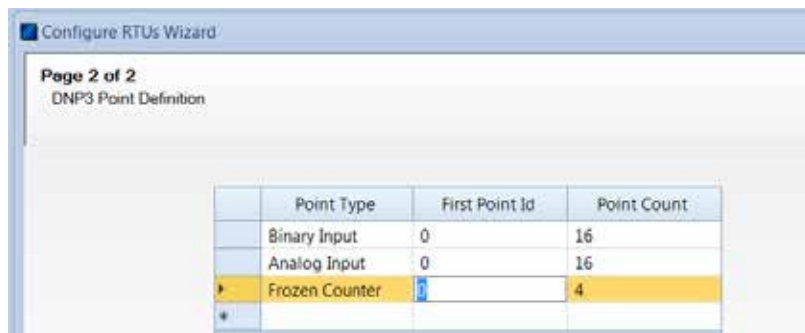 Configure RTUs Wizard
Page 2 of 2
DNP3 Point Definition
Point Type First Point Id Point Count
Binary Input 0 16
Analog Input 0 16
Frozen Counter 0 4